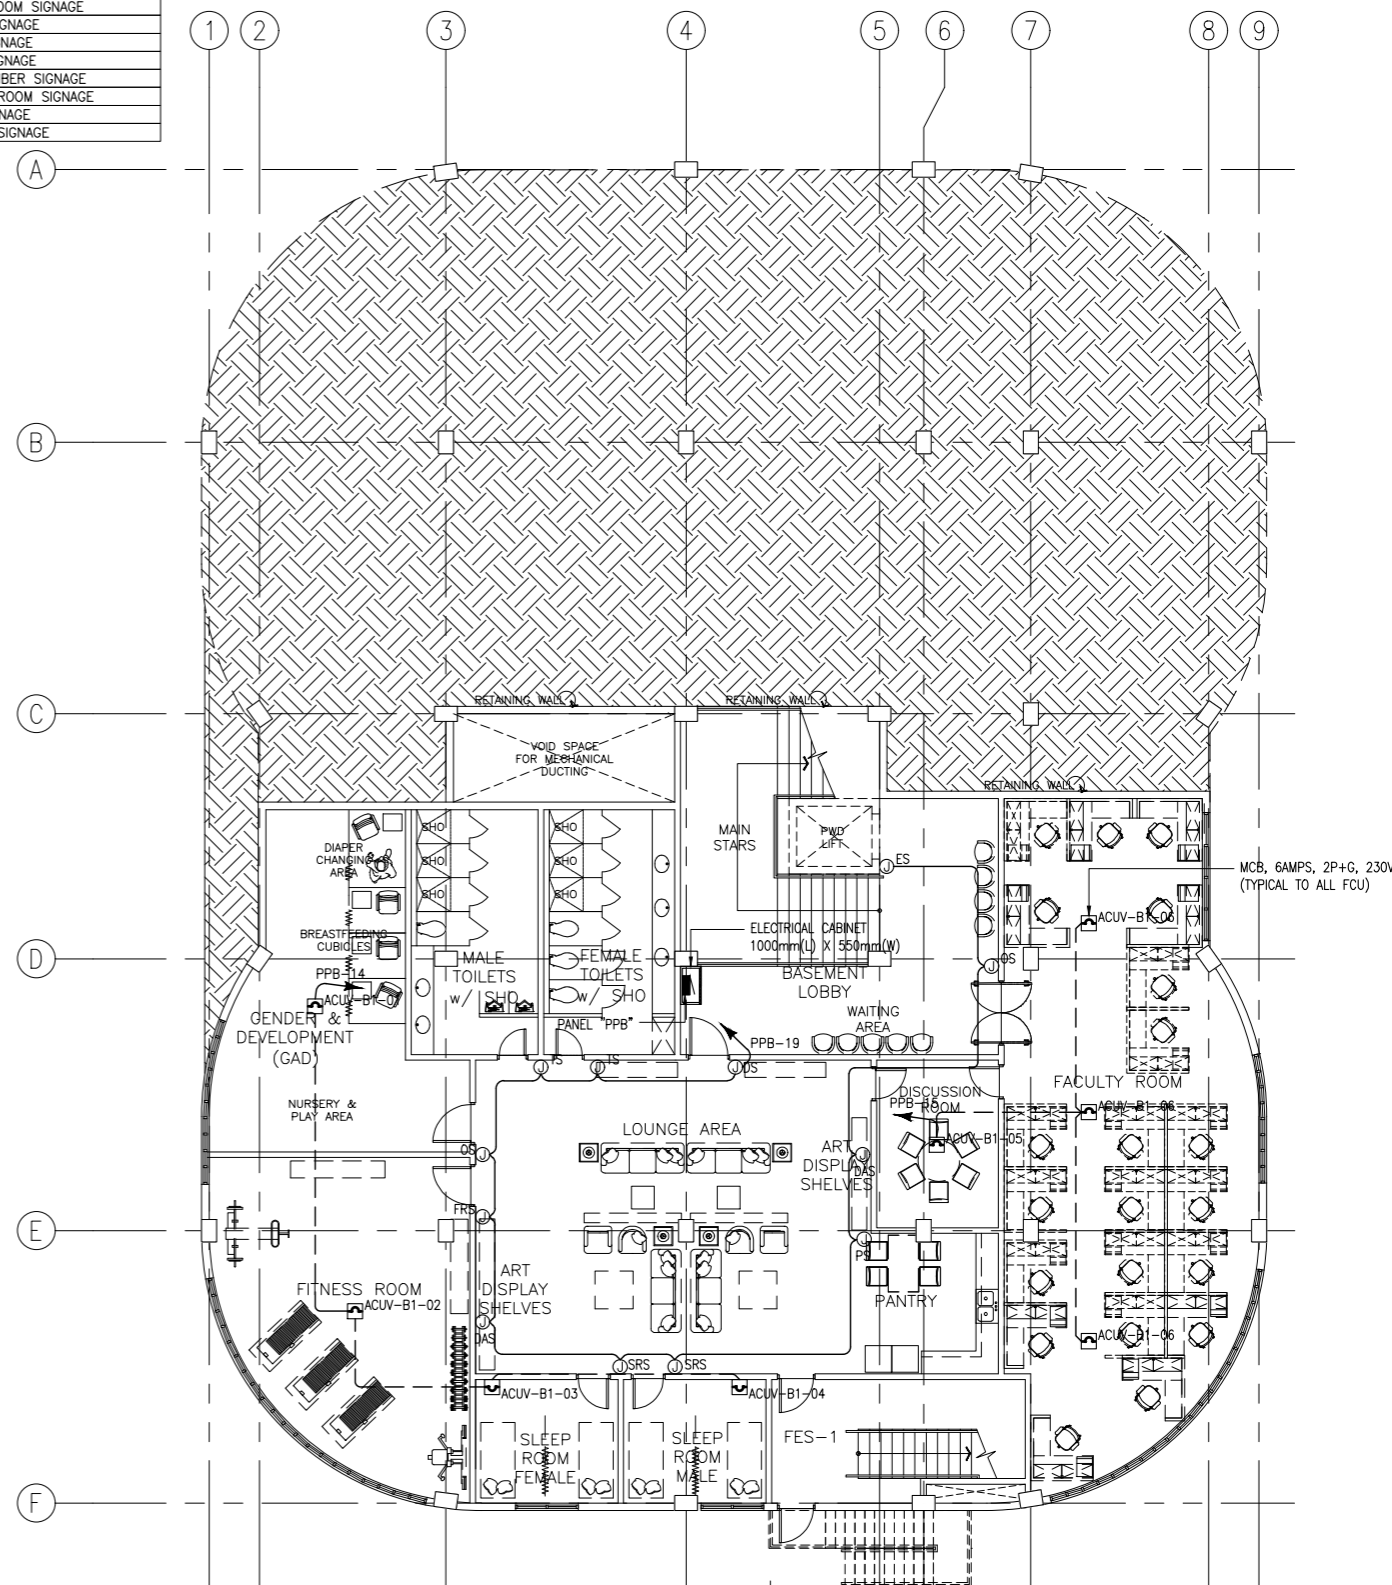 OOM SIGNAGE
IGNAGE
NAGE
GNAGE
BER SIGNAGE
ROOM SIGNAGE
NAGE
SIGNAGE
1 2 3 4 5 6 7 8 9
A
B
C
RETAINING WALL
RETAINING WALL
VOID SPACE
FOR MECHANICAL
DUCTING
RETAINING WALL
MAIN
STARS
PWD
LIFT
SHO
SHO
SHO
SHO
SHO
SHO
DIAPER
CHANGING
AREA
J ES
MCB, 6AMPS, 2P+G, 230V
(TYPICAL TO ALL FCU)
ACUV-B1-06
ELECTRICAL CABINET
1000mm(L) X 550mm(W)
BREASTFEEDING
CUBICLES
D
MALE
TOILETS
w/ SHO
FEMALE
TOILETS
w/ SHO
BASEMENT
LOBBY
J OS
PPB-14
ACUV-B1-01
GENDER &
DEVELOPMENT
(GAD)
PANEL "PPB"
WAITING
AREA
PPB-19
J TS
J TS
J OS
NURSERY &
PLAY AREA
DISCUSSION
ROOM
PPB-15
FACULTY ROOM
ACUV-B1-06
ACUV-B1-05
LOUNGE AREA
ART
DISPLAY
SHELVES
OS J
J DAS
FRS J
E
J PS
FITNESS ROOM
ACUV-B1-02
ART
DISPLAY
SHELVES
PANTRY
J DAS
ACUV-B1-06
J SRS
J SRS
ACUV-B1-03
ACUV-B1-04
SLEEP
ROOM
FEMALE
SLEEP
ROOM
MALE
FES-1
F